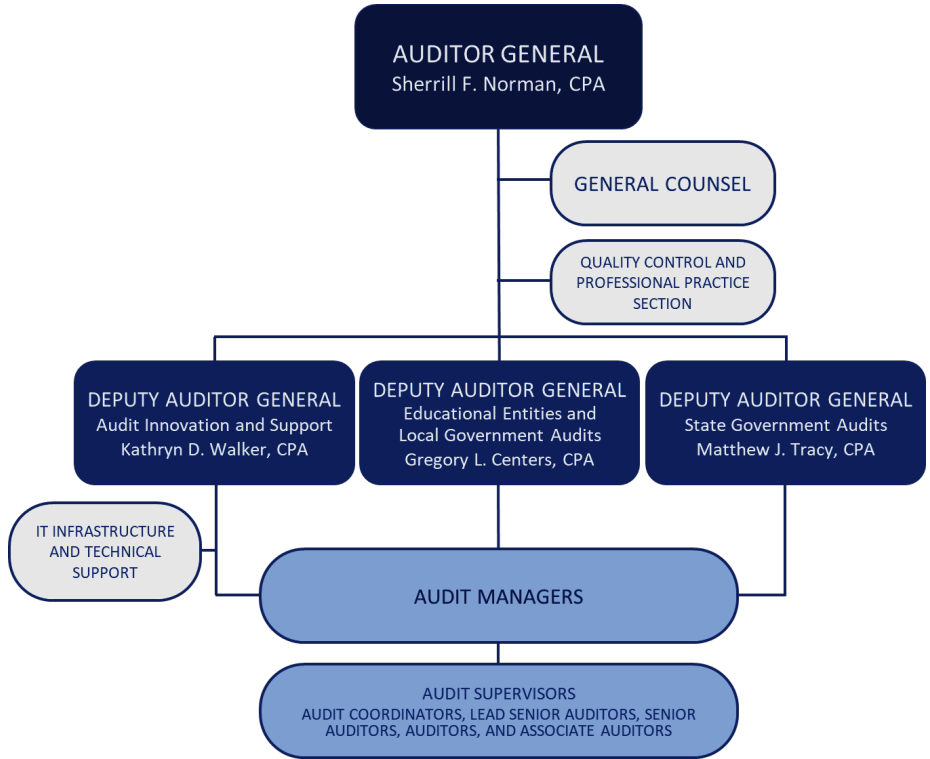 AUDITOR GENERAL
Sherrill F. Norman, CPA
GENERAL COUNSEL
QUALITY CONTROL AND
PROFESSIONAL PRACTICE
SECTION
DEPUTY AUDITOR GENERAL
Audit Innovation and Support
Kathryn D. Walker, CPA
DEPUTY AUDITOR GENERAL
Educational Entities and
Local Government Audits
Gregory L. Centers, CPA
DEPUTY AUDITOR GENERAL
State Government Audits
Matthew J. Tracy, CPA
IT INFRASTRUCTURE
AND TECHNICAL
SUPPORT
AUDIT MANAGERS
AUDIT SUPERVISORS
AUDIT COORDINATORS, LEAD SENIOR AUDITORS, SENIOR
AUDITORS, AUDITORS, AND ASSOCIATE AUDITORS